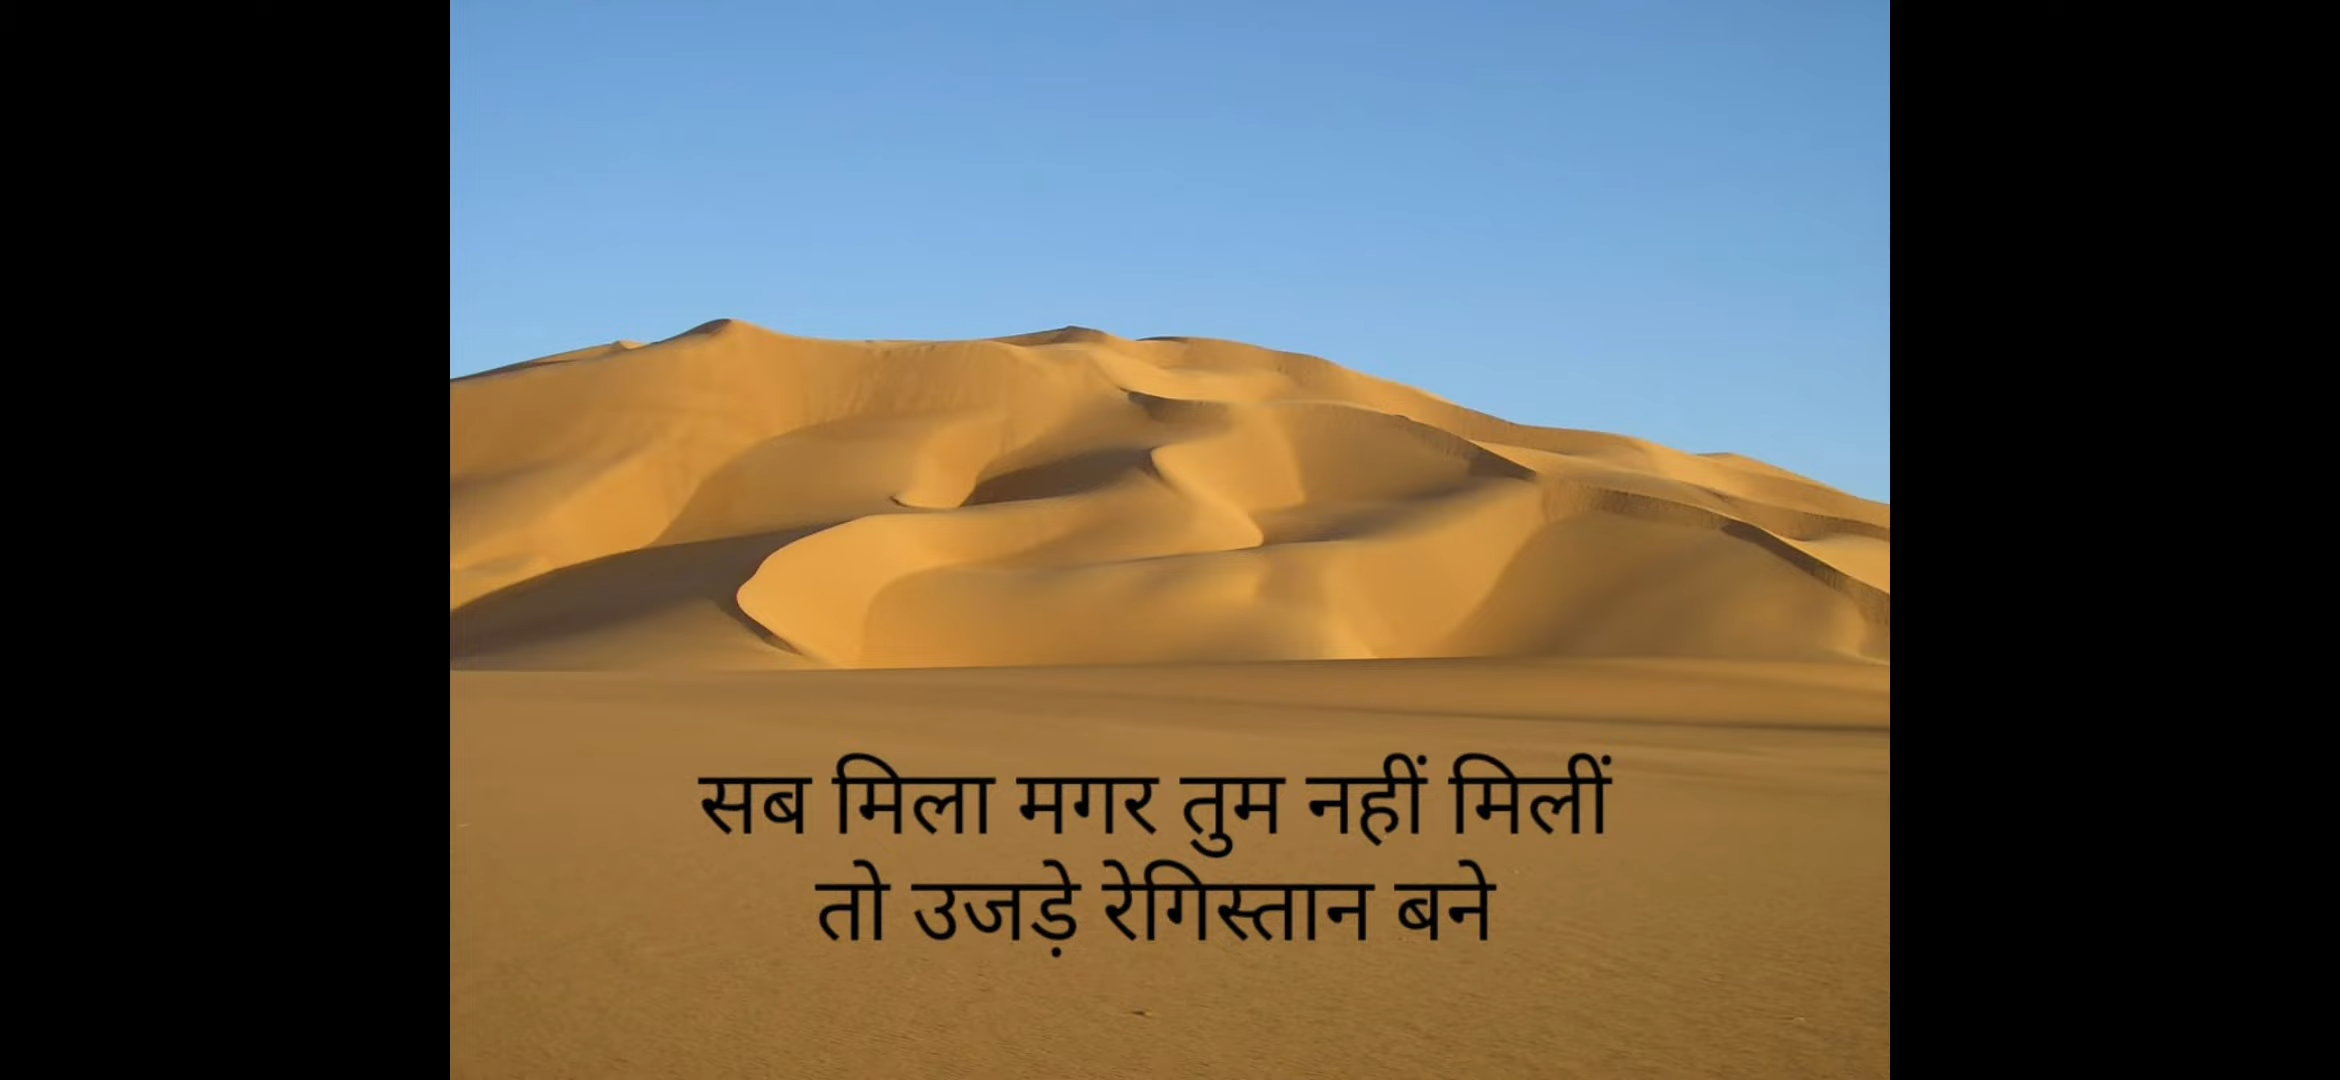 सब मिला मगर तुम नहीं मिलीं
तो उजड़े रेगिस्तान बने